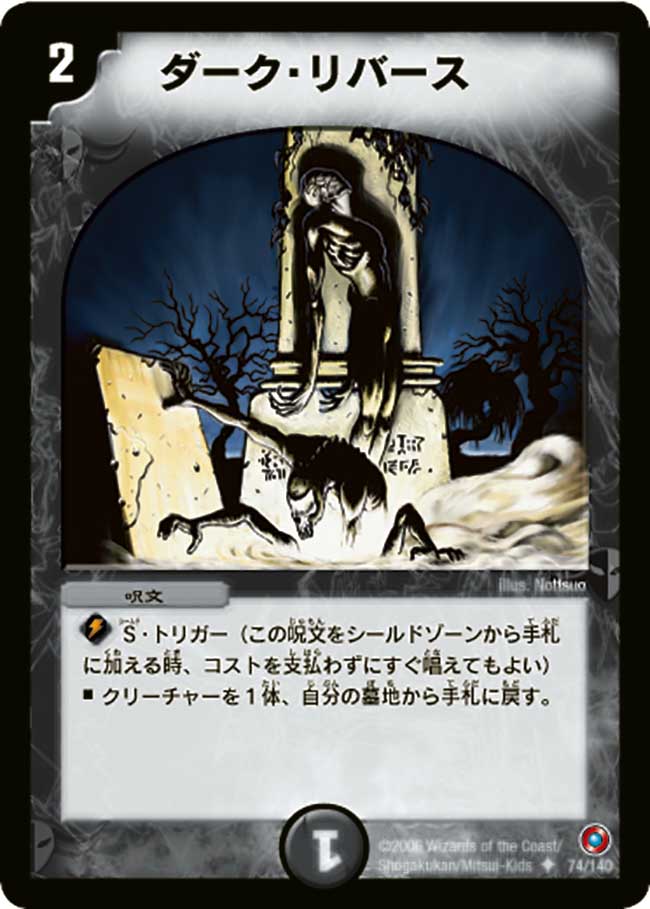 2
ダーク・リバース
illus. Nottsuo
呪文
S・トリガー（この呪文をシールドゾーンから手札
に加える時、コストを支払わずにすぐ唱えてもよい）
■ クリーチャーを1体、自分の墓地から手札に戻す。
1
©2006 Wizards of the Coast/
Shogakukan/Mitsui-Kids 74/140